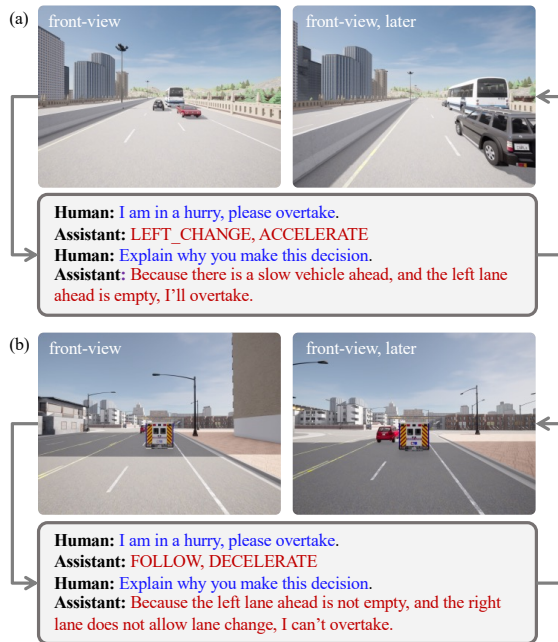 (a)
front-view
front-view, later
Human: I am in a hurry, please overtake.
Assistant: LEFT_CHANGE, ACCELERATE
Human: Explain why you make this decision.
Assistant: Because there is a slow vehicle ahead, and the left lane
ahead is empty, I'll overtake.
(b)
front-view
front-view, later
Human: I am in a hurry, please overtake.
Assistant: FOLLOW, DECELERATE
Human: Explain why you make this decision.
Assistant: Because the left lane ahead is not empty, and the right
lane does not allow lane change, I can't overtake.